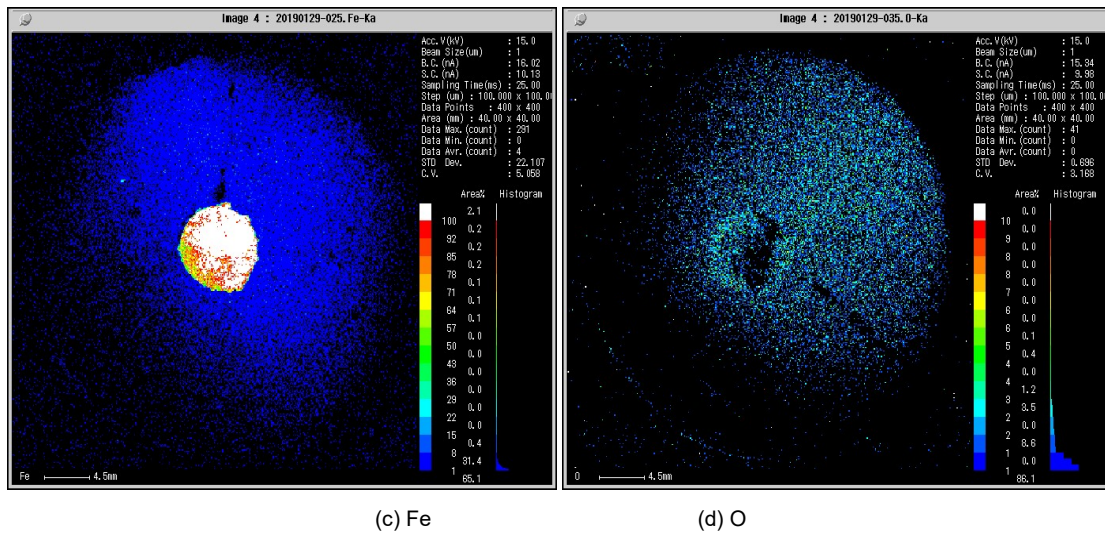 Image 4 : 20190129-025.Fe-Ka
Acc.V(kV) : 15.0
Beam Size(um) : 1
B.C.(nA) : 16.02
S.C.(nA) : 10.13
Sampling Time(ms) : 25.00
Step (um) : 100.000 x 100.0
Data Points : 400 x 400
Area (mm) : 40.00 x 40.00
Data Max.(count) : 291
Data Min.(count) : 0
Data Avr.(count) : 4
STD Dev. : 22.107
C.V. : 5.058
Area% Histogram
2.1
100 0.2
92 0.2
85 0.2
78 0.1
71 0.1
64 0.1
57 0.0
50 0.0
43 0.0
36 0.0
29 0.0
22 0.0
15 0.4
8 31.4
1 65.1
Fe 4.5mm
Image 4 : 20190129-035.O-Ka
Acc.V(kV) : 15.0
Beam Size(um) : 1
B.C.(nA) : 15.34
S.C.(nA) : 9.98
Sampling Time(ms) : 25.00
Step (um) : 100.000 x 100.0
Data Points : 400 x 400
Area (mm) : 40.00 x 40.00
Data Max.(count) : 41
Data Min.(count) : 0
Data Avr.(count) : 0
STD Dev. : 0.696
C.V. : 3.168
Area% Histogram
0.0
10 0.0
9 0.0
9 0.0
8 0.0
7 0.0
6 0.0
6 0.1
5 0.4
4 1.2
3 3.5
3 0.0
2 0.0
2 8.6
1 0.0
1 86.1
O 4.5mm
(c) Fe (d) O